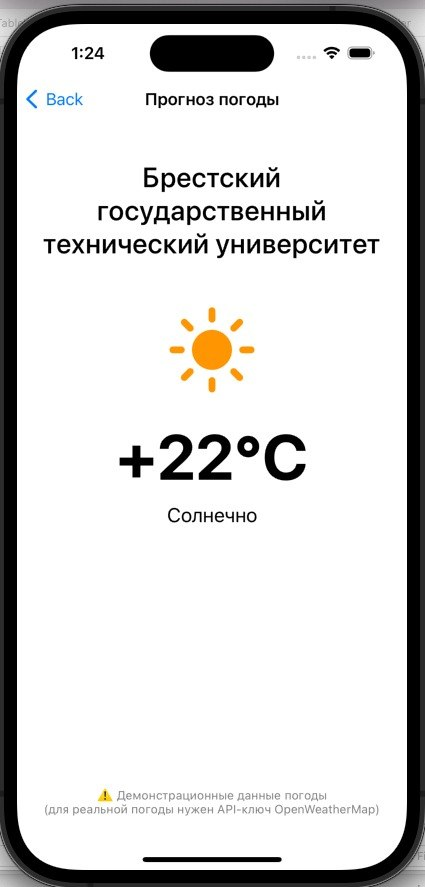 1:24
Back
Прогноз погоды
Брестский
государственный
технический университет
+22°C
Солнечно
⚠️ Демонстрационные данные погоды
(для реальной погоды нужен API-ключ OpenWeatherMap)